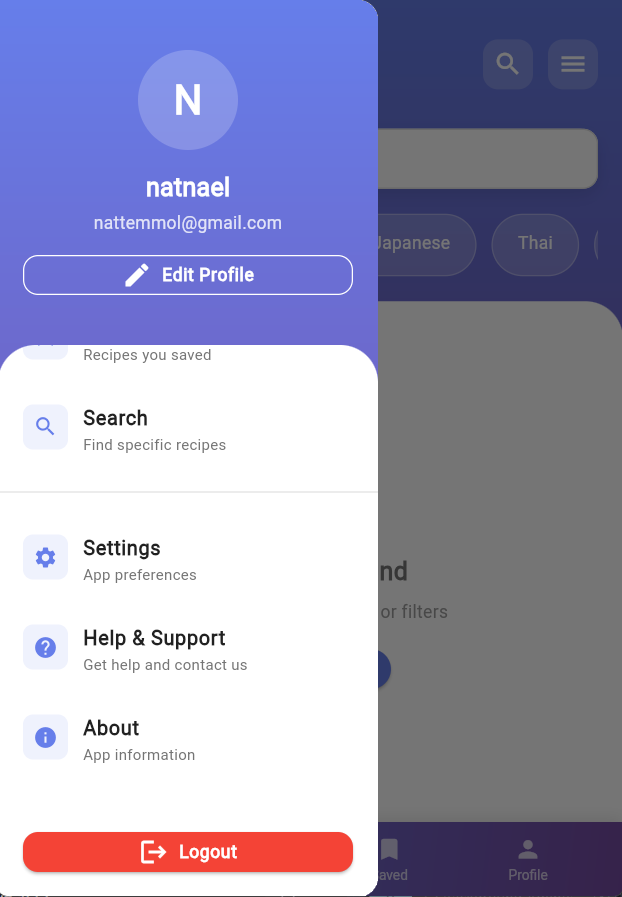 N
natnael
nattemmol@gmail.com
Edit Profile
Recipes you saved
Search
Find specific recipes
Settings
App preferences
Help & Support
Get help and contact us
About
App information
Logout
Japanese
Thai
nd
or filters
aved
Profile